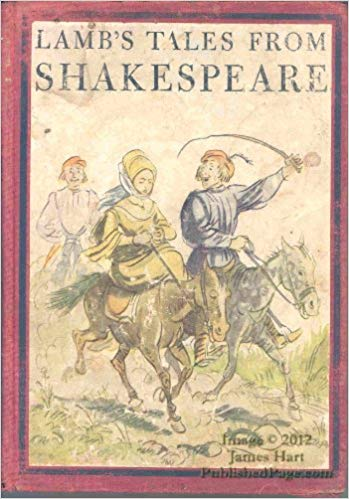 LAMB'S TALES FROM
SHAKESPEARE
Image © 2012
James Hart
PublishedPage.com